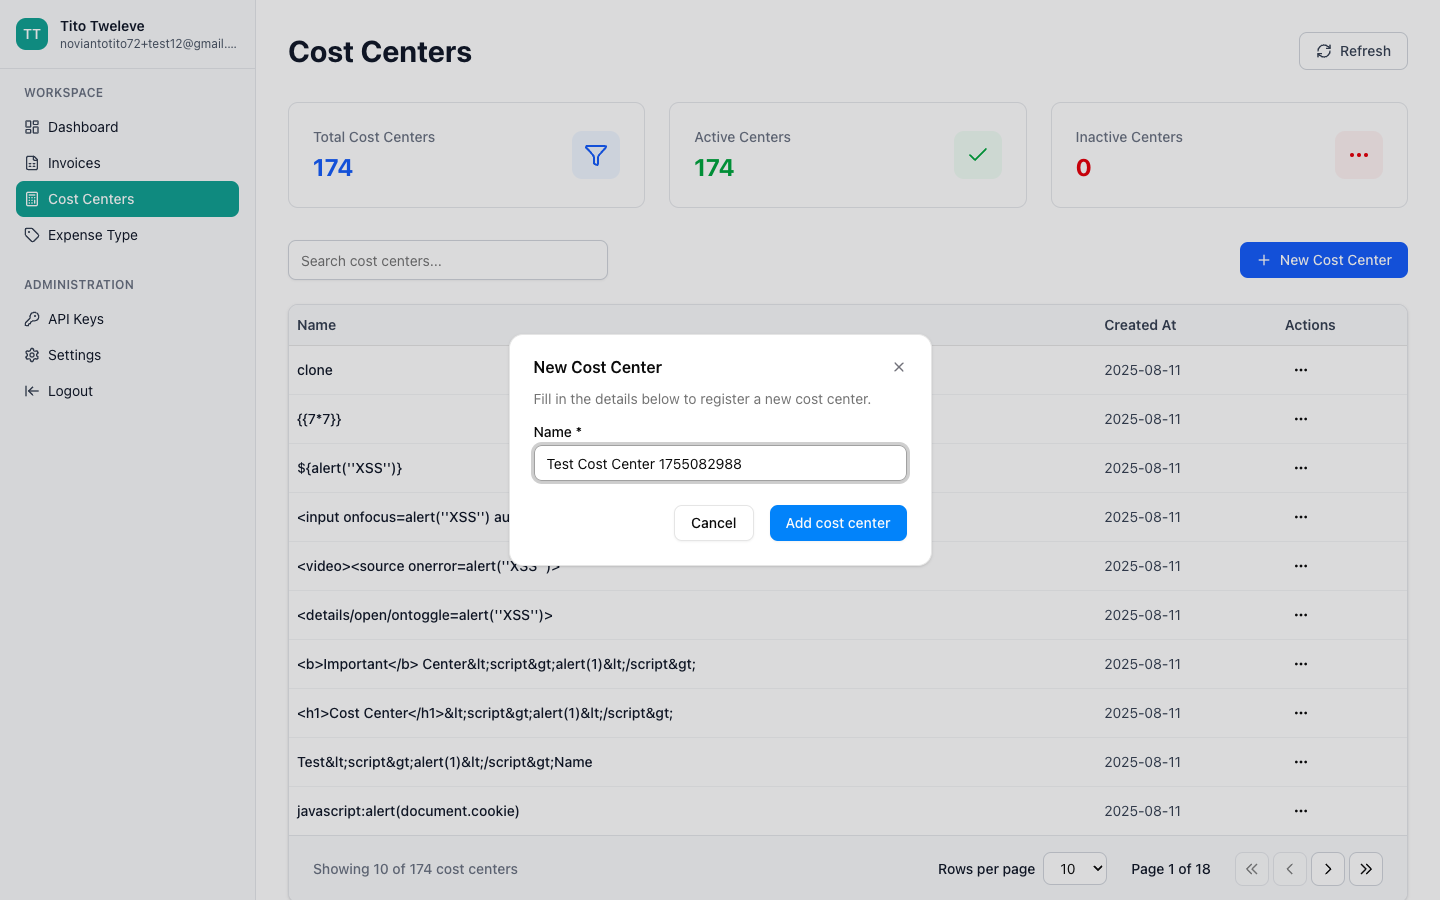 TT
Tito Tweleve
noviantotito72+test12@gmail....
WORKSPACE
Dashboard
Invoices
Cost Centers
Expense Type
ADMINISTRATION
API Keys
Settings
Logout
Cost Centers
Refresh
Total Cost Centers
174
Active Centers
174
Inactive Centers
0
Search cost centers...
New Cost Center
Name Created At Actions
clone 2025-08-11
{{7*7}} 2025-08-11
${alert(''XSS'')} 2025-08-11
<input onfocus=alert(''XSS'') au 2025-08-11
<video><source onerror=alert(''XSS'')> 2025-08-11
<details/open/ontoggle=alert(''XSS'')> 2025-08-11
<b>Important</b> Center&lt;script&gt;alert(1)&lt;/script&gt; 2025-08-11
<h1>Cost Center</h1>&lt;script&gt;alert(1)&lt;/script&gt; 2025-08-11
Test&lt;script&gt;alert(1)&lt;/script&gt;Name 2025-08-11
javascript:alert(document.cookie) 2025-08-11
Showing 10 of 174 cost centers
Rows per page 10 Page 1 of 18
New Cost Center
Fill in the details below to register a new cost center.
Name *
Test Cost Center 1755082988
Cancel
Add cost center